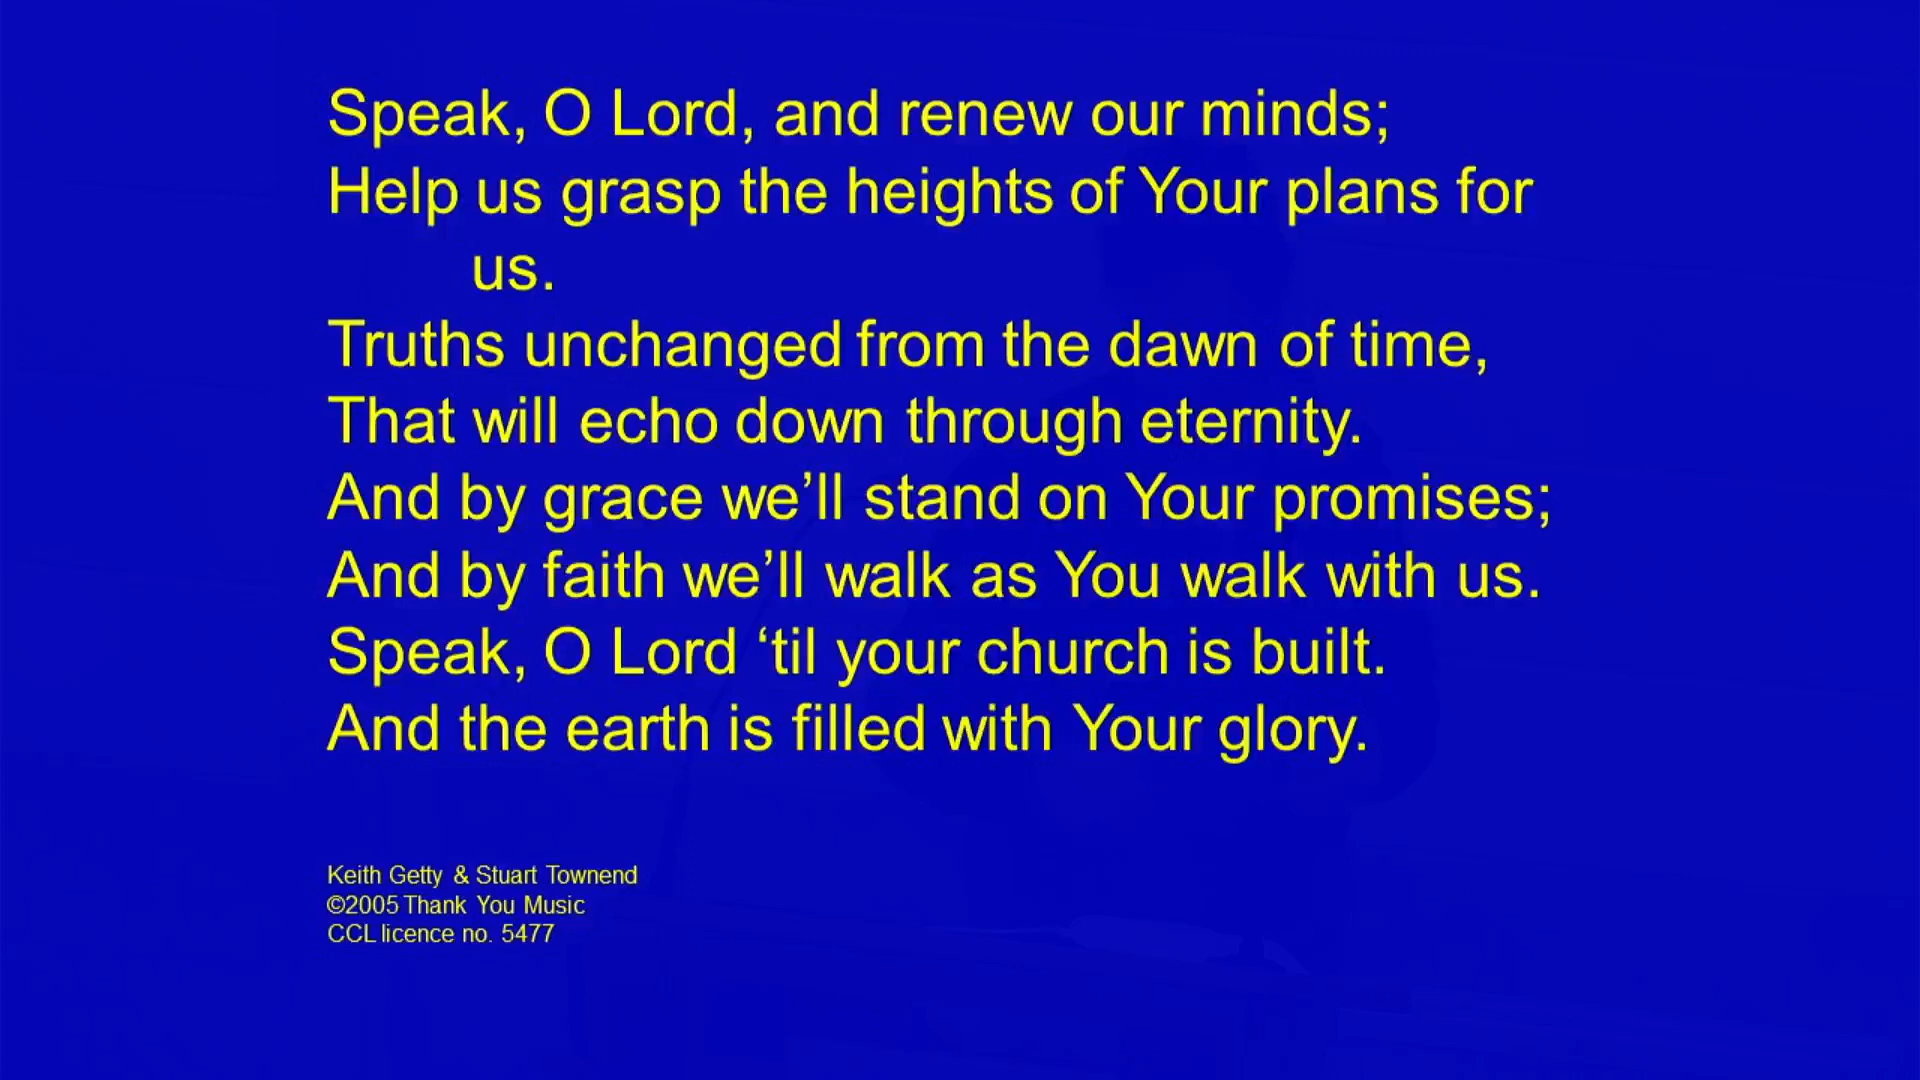 Speak, O Lord, and renew our minds;
Help us grasp the heights of Your plans for
us.
Truths unchanged from the dawn of time,
That will echo down through eternity.
And by grace we’ll stand on Your promises;
And by faith we’ll walk as You walk with us.
Speak, O Lord ‘til your church is built.
And the earth is filled with Your glory.
Keith Getty & Stuart Townend
©2005 Thank You Music
CCL licence no. 5477